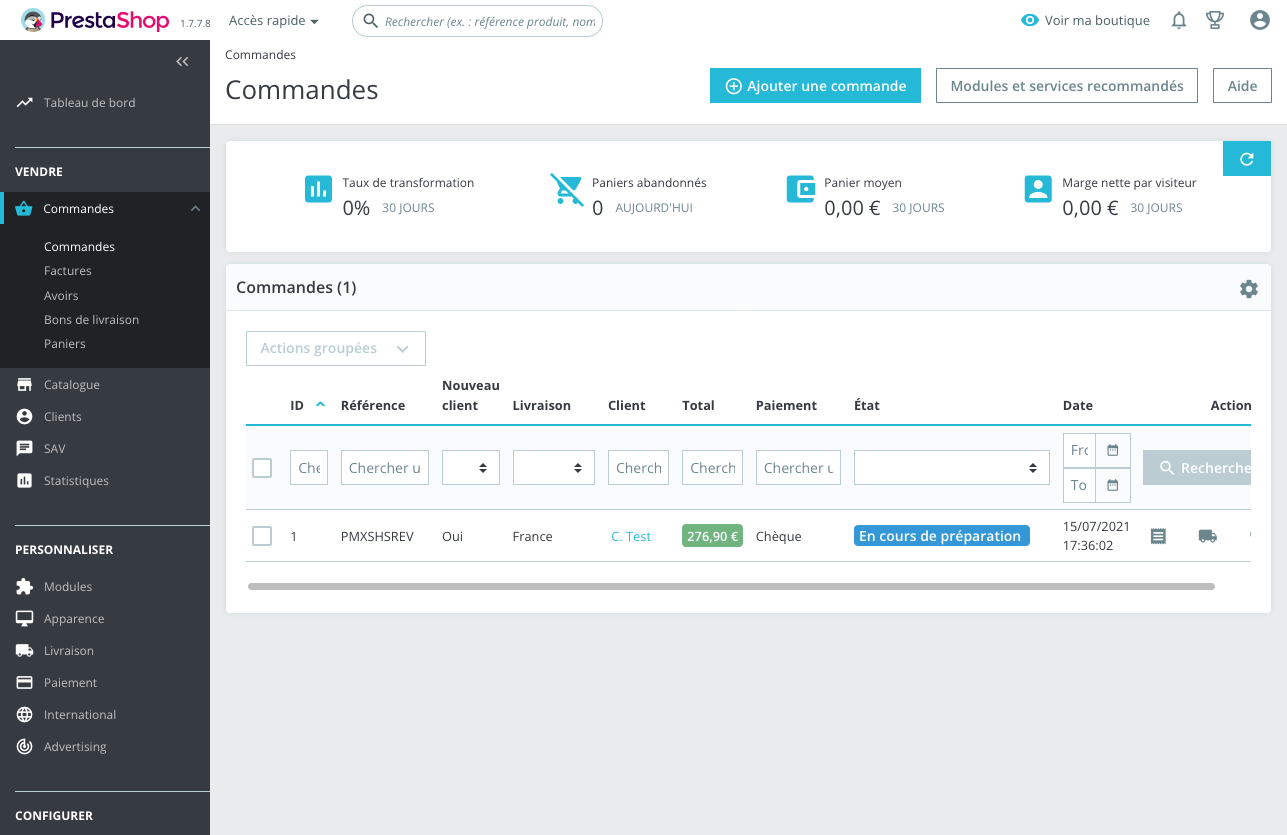 PrestaShop 1.7.7.8 Accès rapide Rechercher (ex. : référence produit, nom Voir ma boutique
Tableau de bord
VENDRE
Commandes
Commandes
Factures
Avoirs
Bons de livraison
Paniers
Catalogue
Clients
SAV
Statistiques
PERSONNALISER
Modules
Apparence
Livraison
Paiement
International
Advertising
CONFIGURER
Commandes
Commandes
Ajouter une commande Modules et services recommandés Aide
Taux de transformation
0% 30 JOURS
Paniers abandonnés
0 AUJOURD'HUI
Panier moyen
0,00 € 30 JOURS
Marge nette par visiteur
0,00 € 30 JOURS
Commandes (1)
Actions groupées
ID Référence Nouveau client Livraison Client Total Paiement État Date Action
Che Chercher u Cherch Cherch Chercher u Frc Recherche
To
1 PMXSHSREV Oui France C. Test 276,90 € Chèque En cours de préparation 15/07/2021
17:36:02